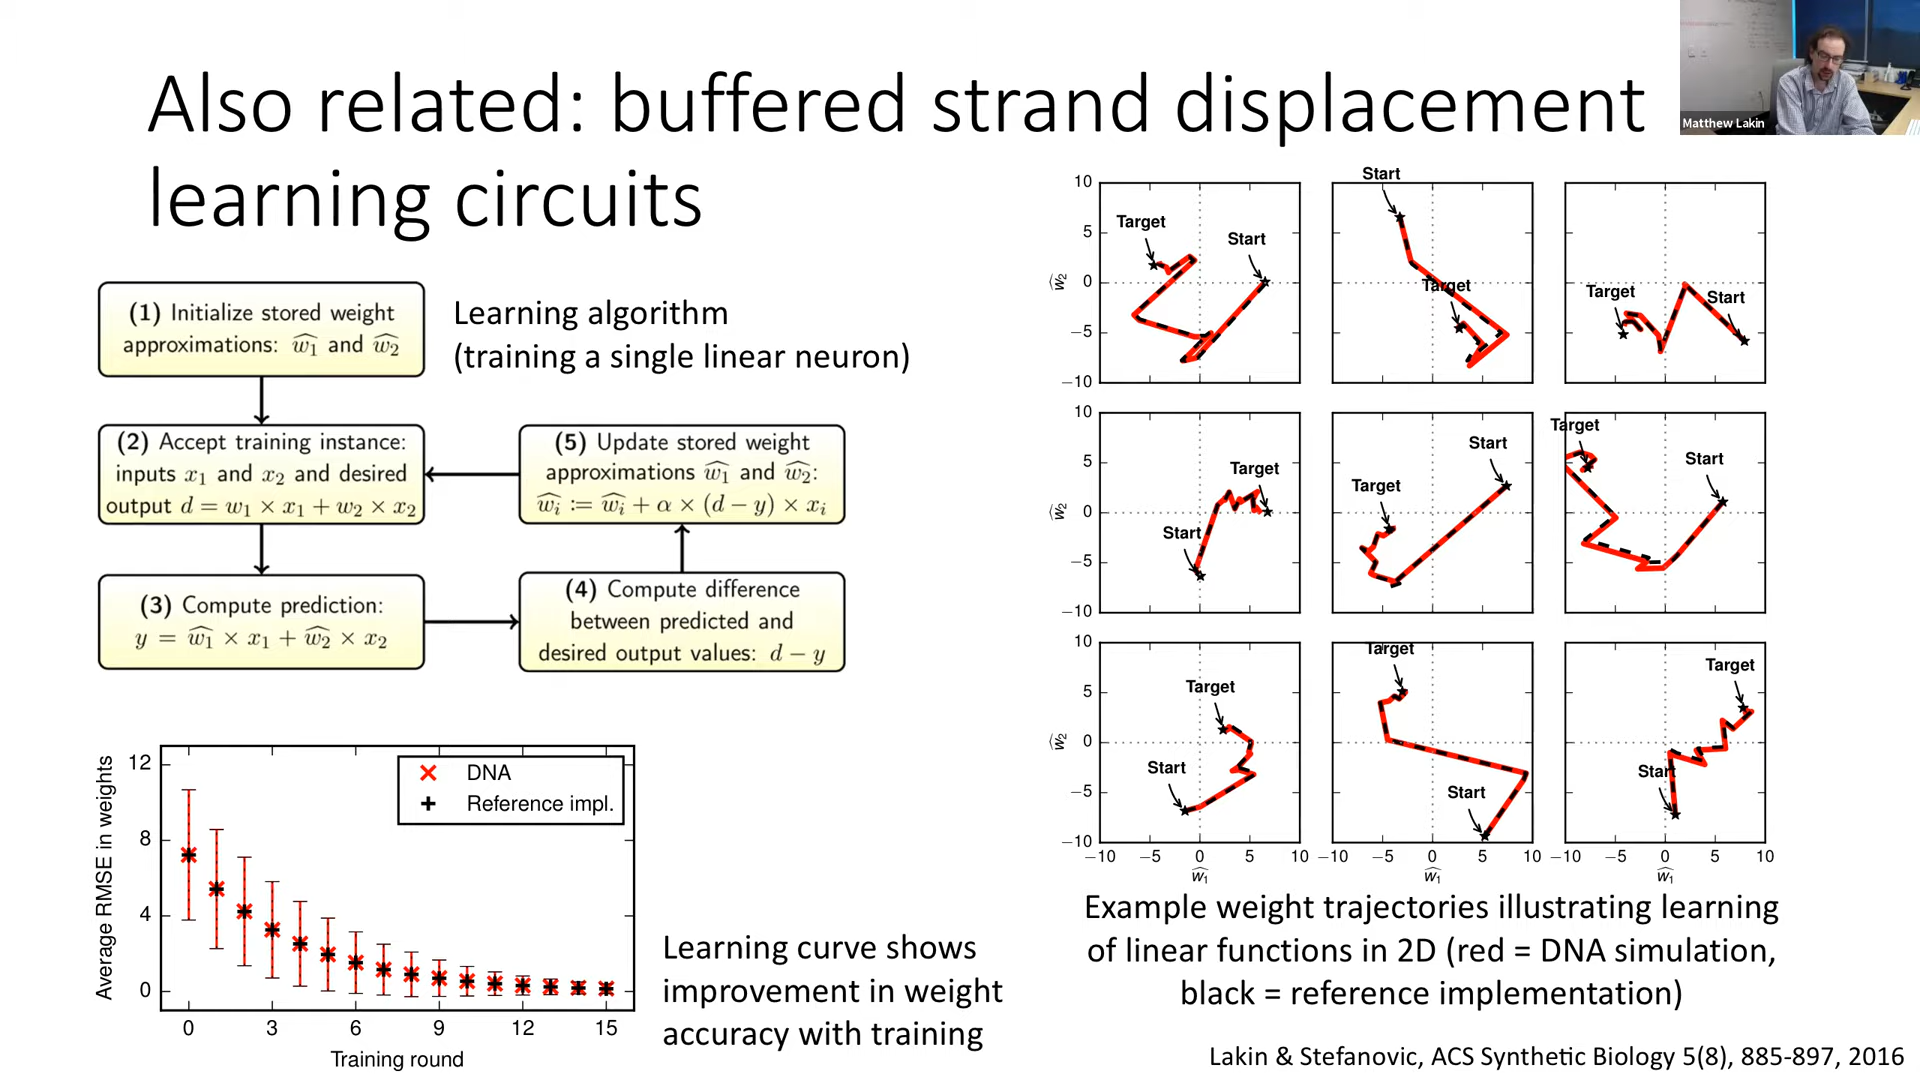 Also related: buffered strand displacement
learning circuits
Matthew Lakin
(1) Initialize stored weight
approximations: ŵ₁ and ŵ₂
Learning algorithm
(training a single linear neuron)
(2) Accept training instance:
inputs x₁ and x₂ and desired
output d = w₁ × x₁ + w₂ × x₂
(5) Update stored weight
approximations ŵ₁ and ŵ₂:
ŵᵢ := ŵᵢ + α × (d − y) × xᵢ
(3) Compute prediction:
y = ŵ₁ × x₁ + ŵ₂ × x₂
(4) Compute difference
between predicted and
desired output values: d − y
12
8
4
0
Average RMSE in weights
DNA
Reference impl.
0 3 6 9 12 15
Training round
Learning curve shows
improvement in weight
accuracy with training
10
5
0
−5
−10
ŵ₂
Target
Start
Start
Target
Target
Start
10
5
0
−5
−10
ŵ₂
Start
Target
Target
Start
Target
Start
10
5
0
−5
−10
ŵ₂
Target
Start
Target
Start
Target
Start
−10 −5 0 5 10
−10 −5 0 5 10
−10 −5 0 5 10
ŵ₁ ŵ₁ ŵ₁
Example weight trajectories illustrating learning
of linear functions in 2D (red = DNA simulation,
black = reference implementation)
Lakin & Stefanovic, ACS Synthetic Biology 5(8), 885-897, 2016